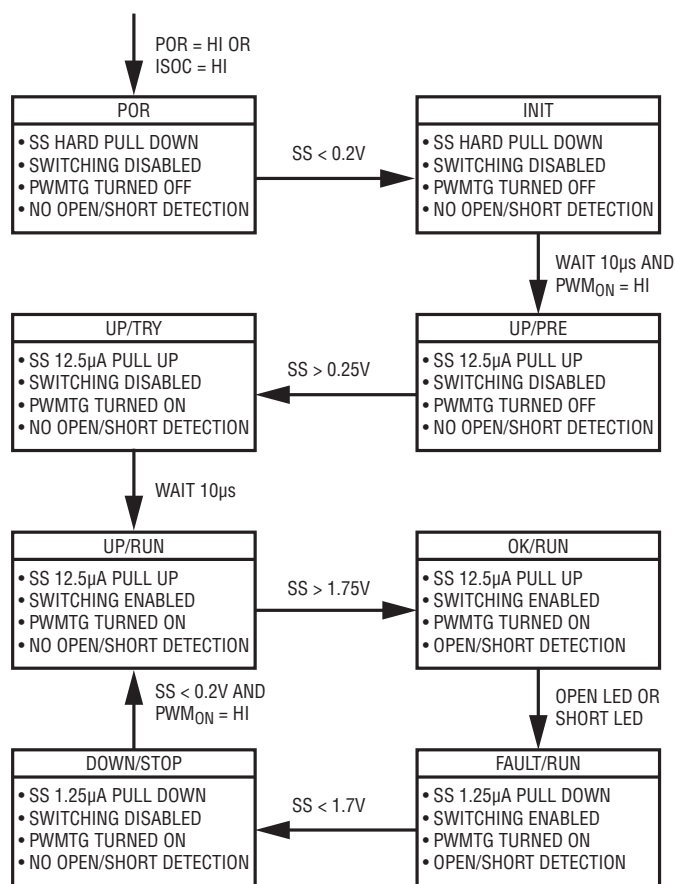 POR = HI OR
ISOC = HI
POR
• SS HARD PULL DOWN
• SWITCHING DISABLED
• PWMTG TURNED OFF
• NO OPEN/SHORT DETECTION
SS < 0.2V
INIT
• SS HARD PULL DOWN
• SWITCHING DISABLED
• PWMTG TURNED OFF
• NO OPEN/SHORT DETECTION
WAIT 10µs AND
PWMON = HI
UP/PRE
• SS 12.5µA PULL UP
• SWITCHING DISABLED
• PWMTG TURNED OFF
• NO OPEN/SHORT DETECTION
SS > 0.25V
UP/TRY
• SS 12.5µA PULL UP
• SWITCHING DISABLED
• PWMTG TURNED ON
• NO OPEN/SHORT DETECTION
WAIT 10µs
UP/RUN
• SS 12.5µA PULL UP
• SWITCHING ENABLED
• PWMTG TURNED ON
• NO OPEN/SHORT DETECTION
SS > 1.75V
OK/RUN
• SS 12.5µA PULL UP
• SWITCHING ENABLED
• PWMTG TURNED ON
• OPEN/SHORT DETECTION
OPEN LED OR
SHORT LED
FAULT/RUN
• SS 1.25µA PULL DOWN
• SWITCHING ENABLED
• PWMTG TURNED ON
• OPEN/SHORT DETECTION
SS < 1.7V
DOWN/STOP
• SS 1.25µA PULL DOWN
• SWITCHING DISABLED
• PWMTG TURNED ON
• NO OPEN/SHORT DETECTION
SS < 0.2V AND
PWMON = HI